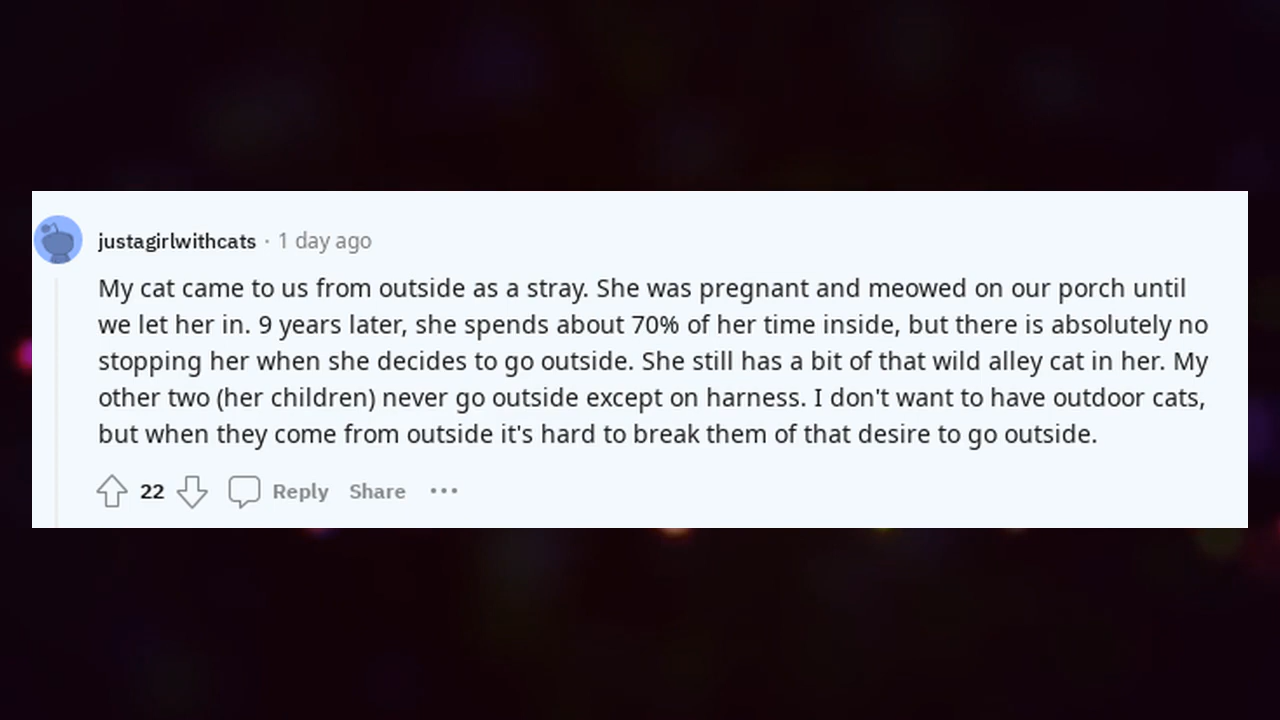 justagirlwithcats · 1 day ago
My cat came to us from outside as a stray. She was pregnant and meowed on our porch until
we let her in. 9 years later, she spends about 70% of her time inside, but there is absolutely no
stopping her when she decides to go outside. She still has a bit of that wild alley cat in her. My
other two (her children) never go outside except on harness. I don't want to have outdoor cats,
but when they come from outside it's hard to break them of that desire to go outside.
22 Reply Share •••